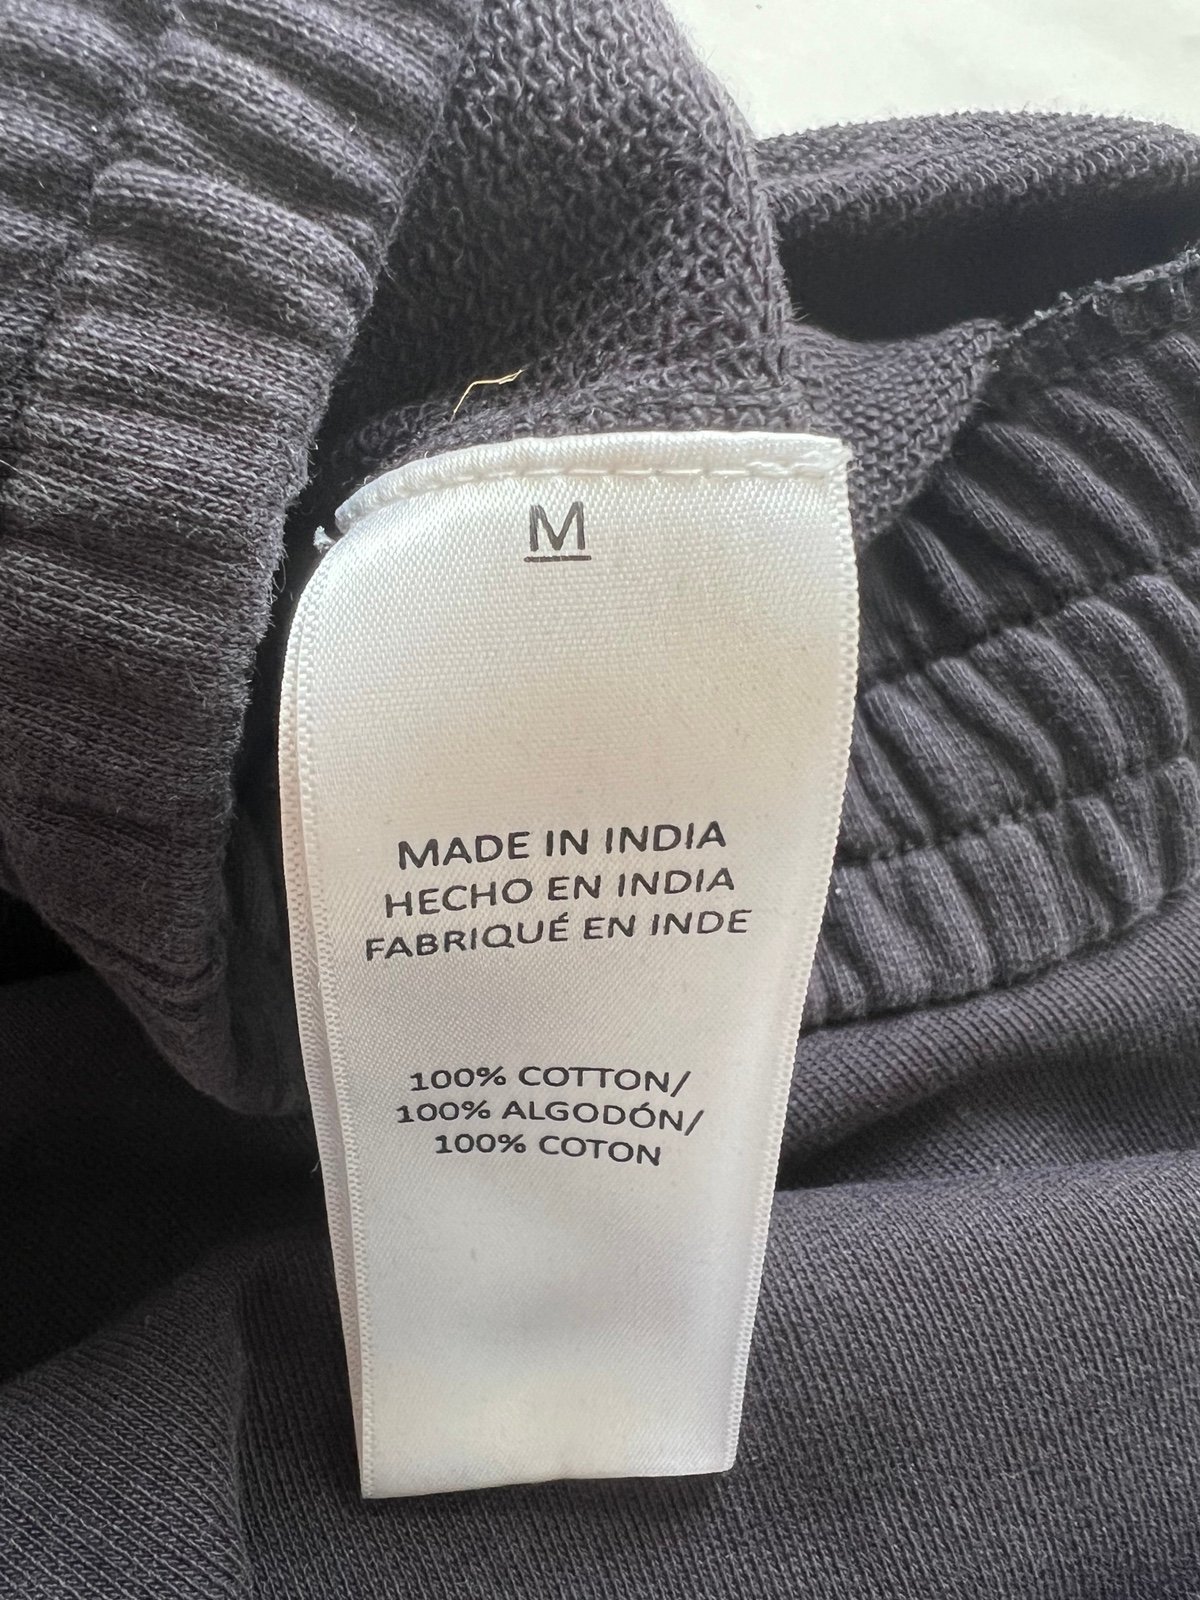 M
MADE IN INDIA
HECHO EN INDIA
FABRIQUÉ EN INDE
100% COTTON/
100% ALGODÓN/
100% COTON